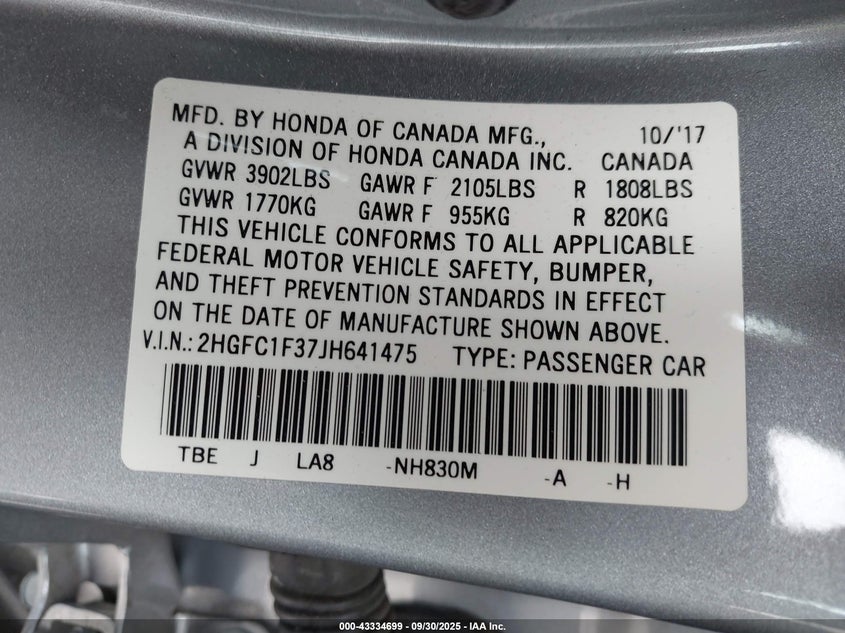 MFD. BY HONDA OF CANADA MFG., 10/'17
A DIVISION OF HONDA CANADA INC. CANADA
GVWR 3902LBS GAWR F 2105LBS R 1808LBS
GVWR 1770KG GAWR F 955KG R 820KG
THIS VEHICLE CONFORMS TO ALL APPLICABLE
FEDERAL MOTOR VEHICLE SAFETY, BUMPER,
AND THEFT PREVENTION STANDARDS IN EFFECT
ON THE DATE OF MANUFACTURE SHOWN ABOVE.
V.I.N.: 2HGFC1F37JH641475 TYPE: PASSENGER CAR
TBE J LA8 -NH830M -A -H
000-43334699 - 09/30/2025 - IAA Inc.